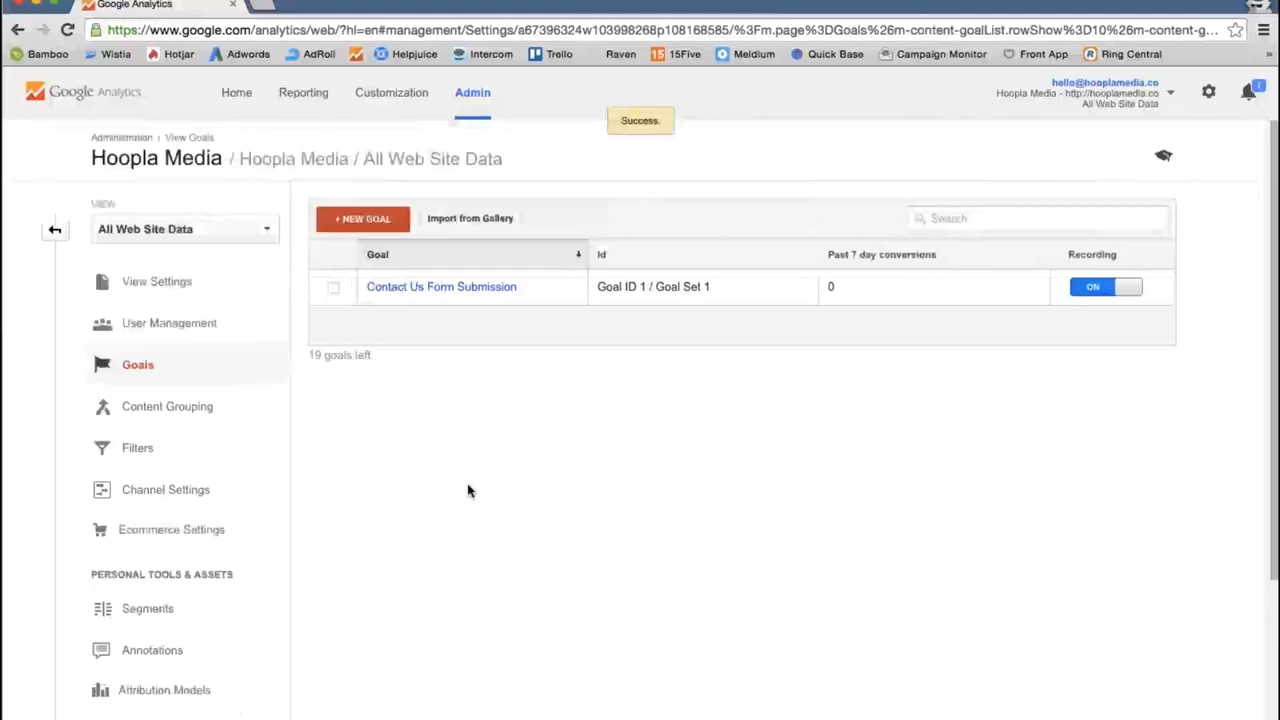 Google Analytics
https://www.google.com/analytics/web/?hl=en#management/Settings/a67396324w103998268p108168585/%3Fm.page%3DGoals%26m-content-goalList.rowShow%3D10%26m-content-g...
Bamboo Wistia Hotjar Adwords AdRoll Helpjuice Intercom Trello Raven 15Five Meldium Quick Base Campaign Monitor Front App Ring Central »
Google Analytics Home Reporting Customization Admin
hello@hooplamedia.co
Hoopla Media - http://hooplamedia.co
All Web Site Data
1
Success.
Administration › View Goals
Hoopla Media / Hoopla Media / All Web Site Data
VIEW
All Web Site Data
View Settings
User Management
Goals
Content Grouping
Filters
Channel Settings
Ecommerce Settings
PERSONAL TOOLS & ASSETS
Segments
Annotations
Attribution Models
+ NEW GOAL Import from Gallery Search
Goal Id Past 7 day conversions Recording
Contact Us Form Submission Goal ID 1 / Goal Set 1 0 ON
19 goals left